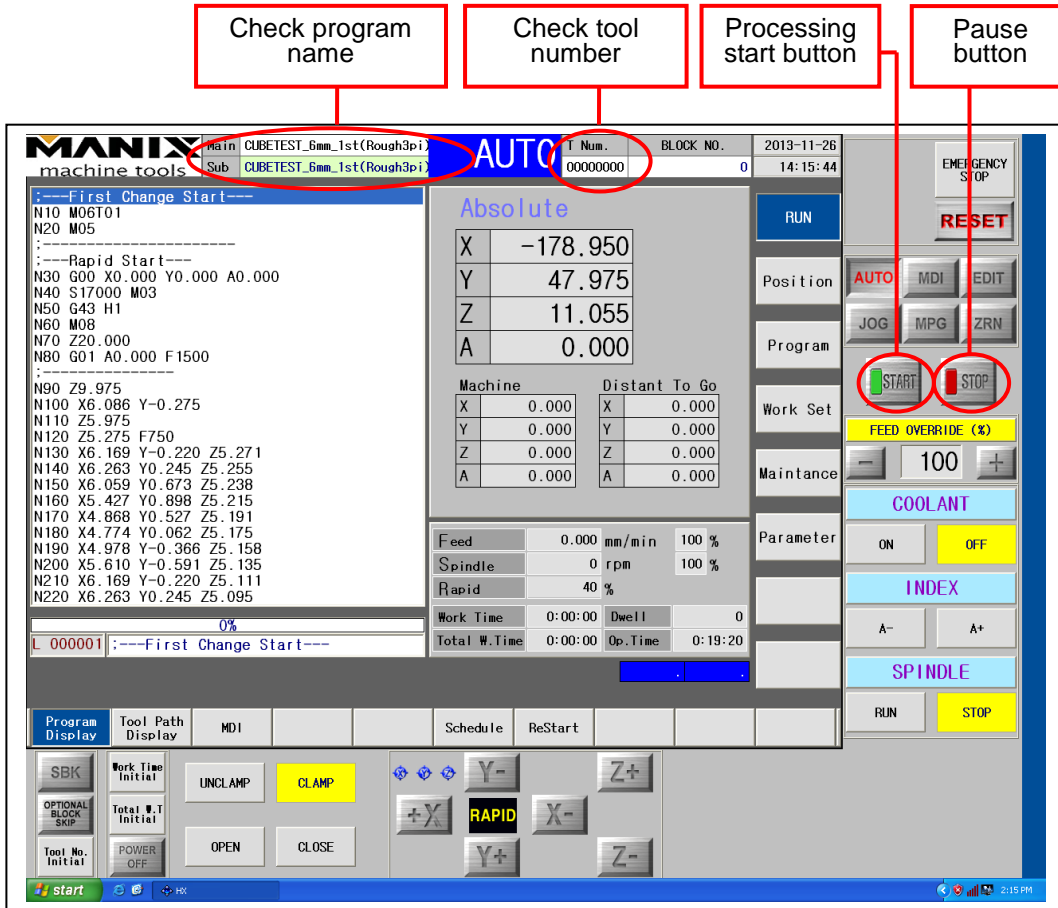 Check program name
Check tool number
Processing start button
Pause button
MANIX
machine tools
Main CUBETEST_6mm_1st(Rough3pi)
Sub CUBETEST_6mm_1st(Rough3pi)
AUTO
T Num. BLOCK NO.
00000000 0
2013-11-26
14:15:44
;---First Change Start---
N10 M06T01
N20 M05
;-----------------------
;---Rapid Start---
N30 G00 X0.000 Y0.000 A0.000
N40 S17000 M03
N50 G43 H1
N60 M08
N70 Z20.000
N80 G01 A0.000 F1500
;---------------
N90 Z9.975
N100 X6.086 Y-0.275
N110 Z5.975
N120 Z5.275 F750
N130 X6.169 Y-0.220 Z5.271
N140 X6.263 Y0.245 Z5.255
N150 X6.059 Y0.673 Z5.238
N160 X5.427 Y0.898 Z5.215
N170 X4.868 Y0.527 Z5.191
N180 X4.774 Y0.062 Z5.175
N190 X4.978 Y-0.366 Z5.158
N200 X5.610 Y-0.591 Z5.135
N210 X6.169 Y-0.220 Z5.111
N220 X6.263 Y0.245 Z5.095
0%
L 000001 ;---First Change Start---
Absolute
X -178.950
Y 47.975
Z 11.055
A 0.000
Machine Distant To Go
X 0.000 X 0.000
Y 0.000 Y 0.000
Z 0.000 Z 0.000
A 0.000 A 0.000
Feed 0.000 mm/min 100 %
Spindle 0 rpm 100 %
Rapid 40 %
Work Time 0:00:00 Dwell 0
Total W.Time 0:00:00 Op.Time 0:19:20
. .
RUN
Position
Program
Work Set
Maintance
Parameter
EMERGENCY STOP
RESET
AUTO MDI EDIT
JOG MPG ZRN
START STOP
FEED OVERRIDE (%)
- 100 +
COOLANT
ON OFF
INDEX
A- A+
SPINDLE
RUN STOP
Program Display Tool Path Display MDI Schedule ReStart
SBK
OPTIONAL BLOCK SKIP
Tool No. Initial
Work Time Initial
Total W.T Initial
POWER OFF
UNCLAMP CLAMP
OPEN CLOSE
X Y Z
Y- Z+
+X RAPID X-
Y+ Z-
start HX 2:15 PM